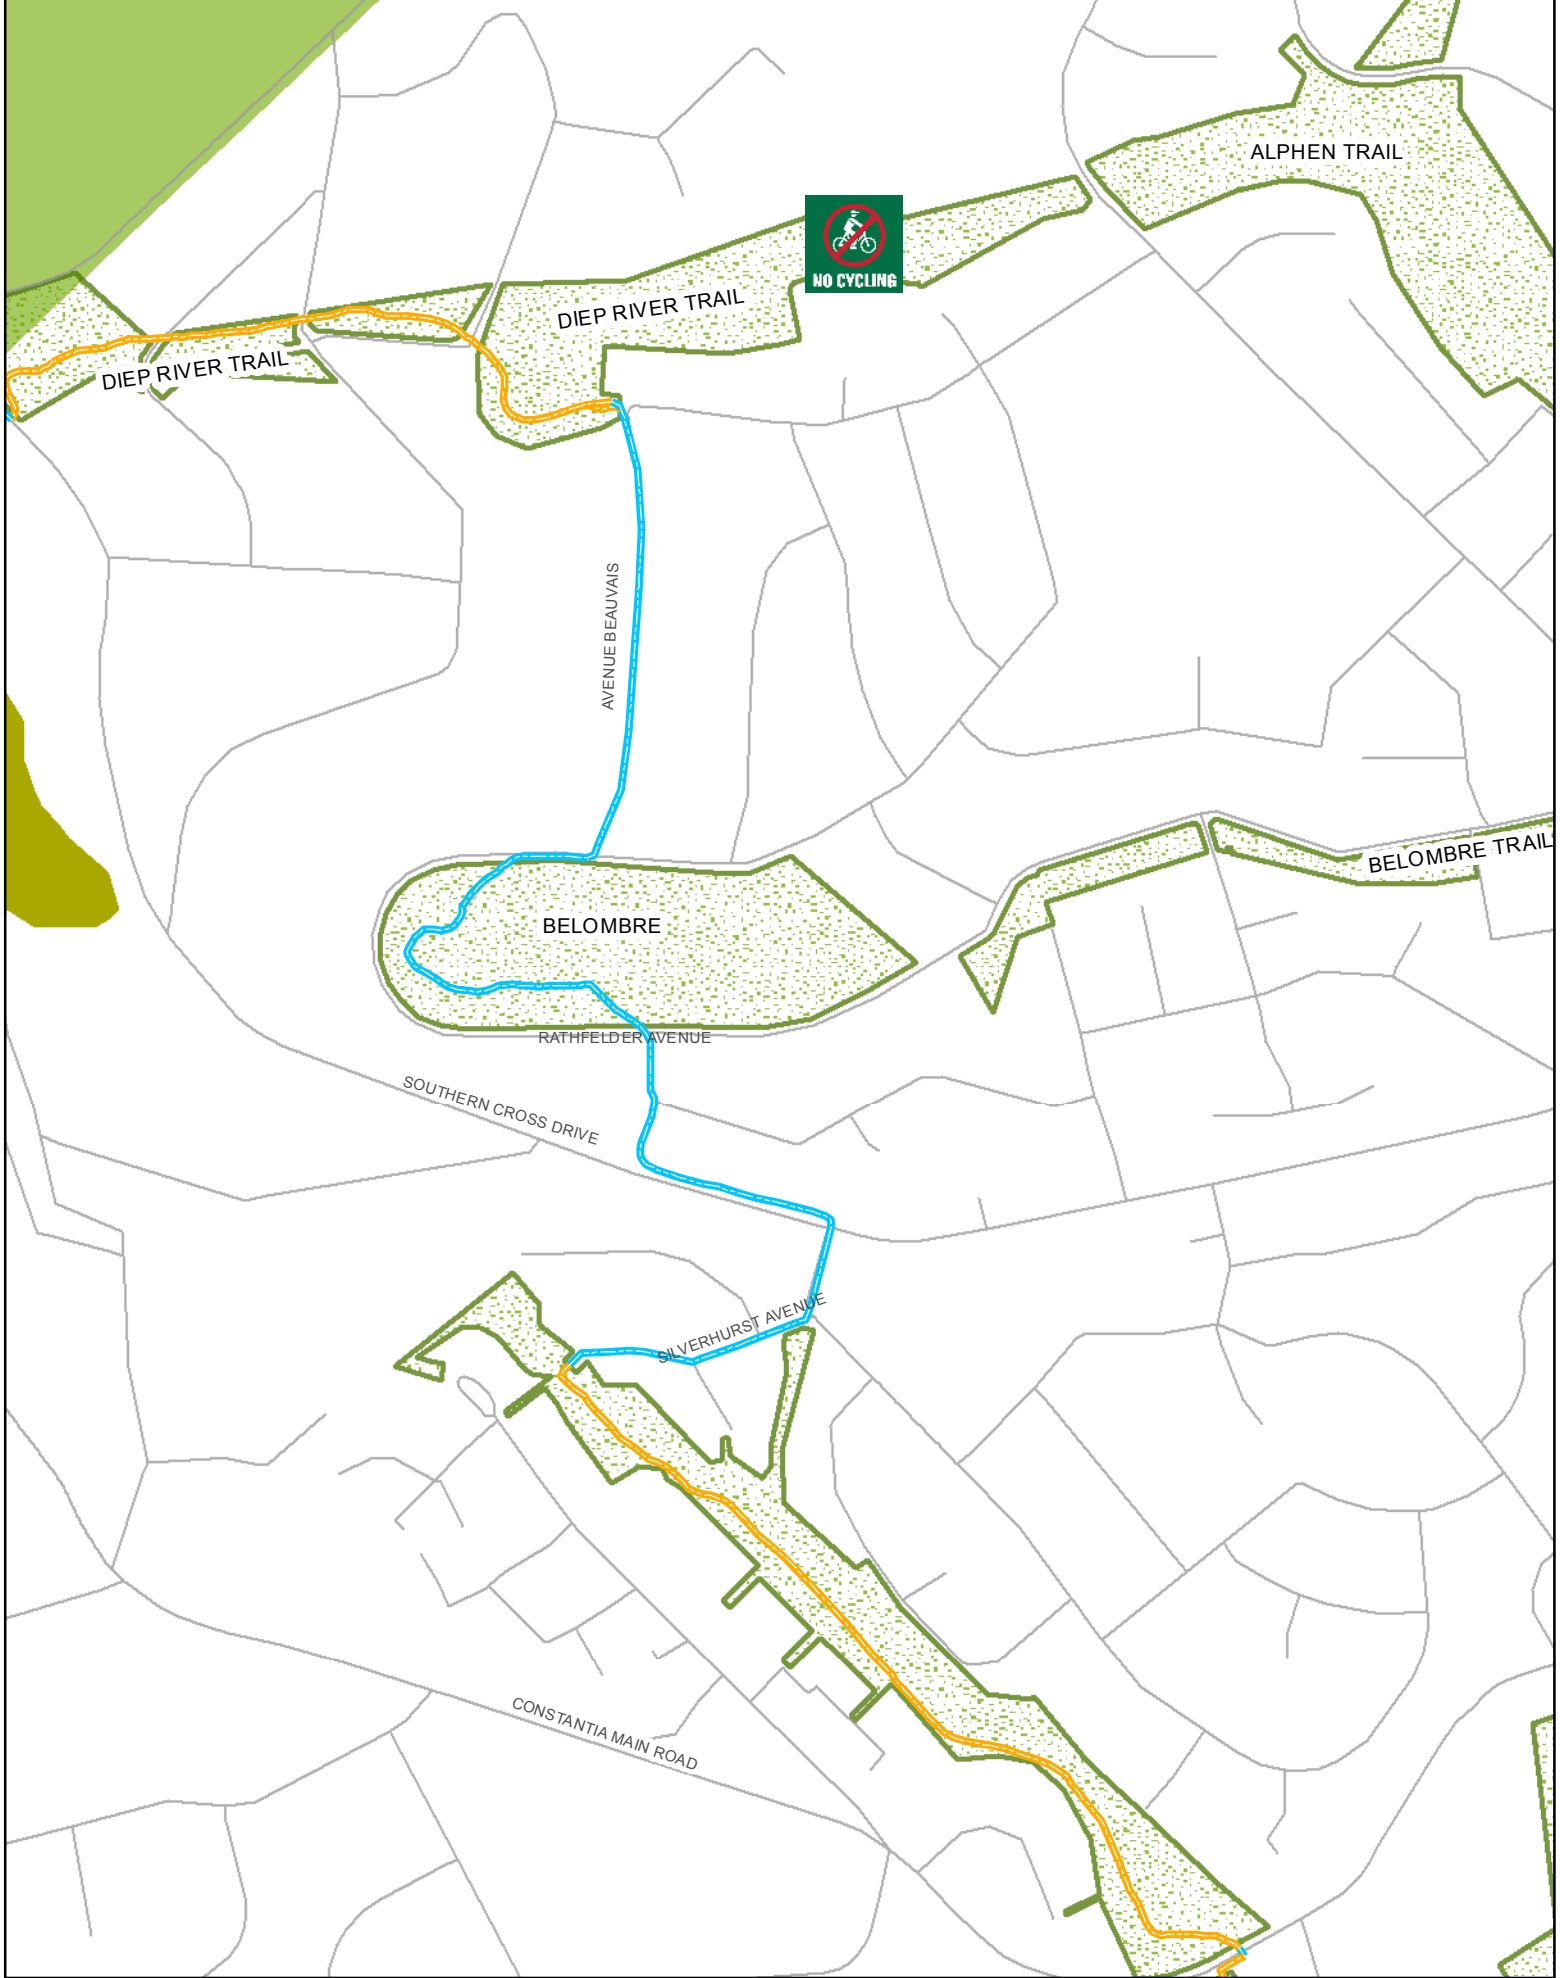 ALPHEN TRAIL
NO CYCLING
DIEP RIVER TRAIL
DIEP RIVER TRAIL
AVENUE BEAUVAIS
BELOMBRE TRAIL
BELOMBRE
RATHFELDER AVENUE
SOUTHERN CROSS DRIVE
SILVERHURST AVENUE
CONSTANTIA MAIN ROAD